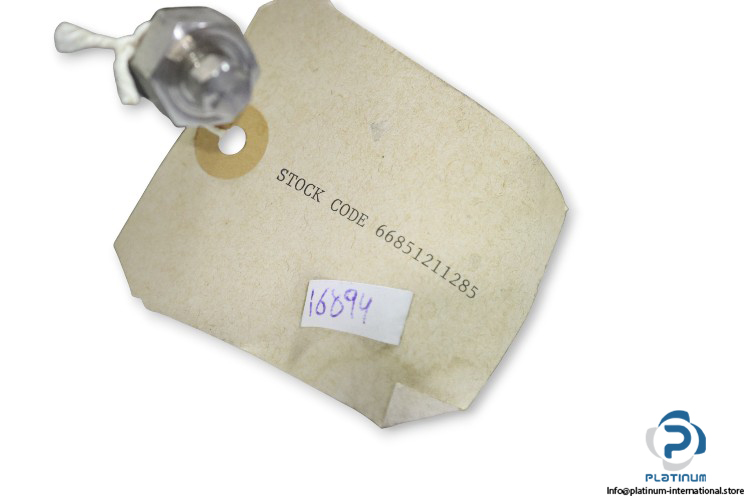 STOCK CODE 66851211285
16894
PLATINUM
Info@platinum-international.store